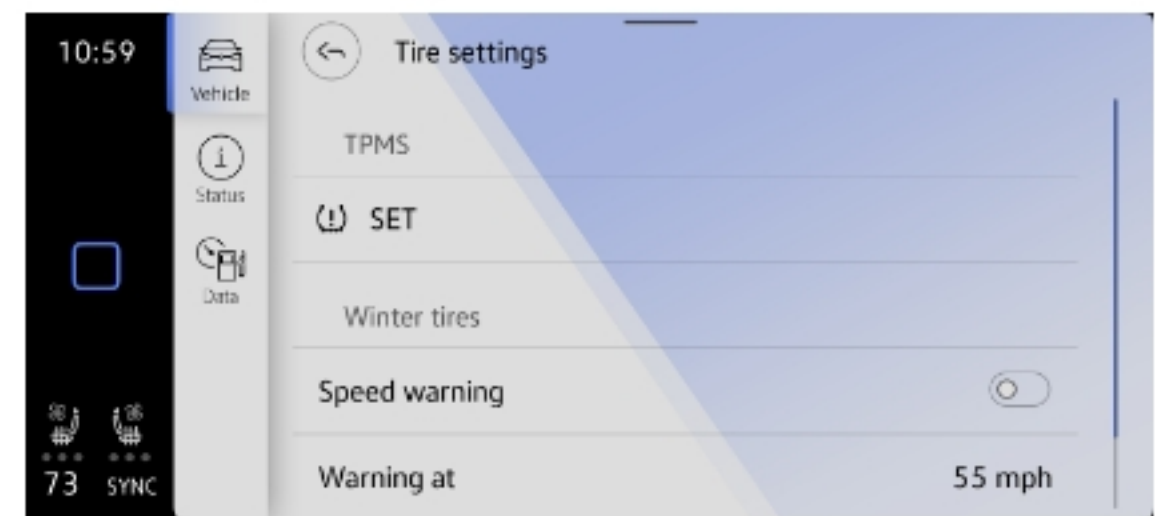 10:59
Vehicle
Status
Data
73 SYNC
Tire settings
TPMS
SET
Winter tires
Speed warning
Warning at 55 mph